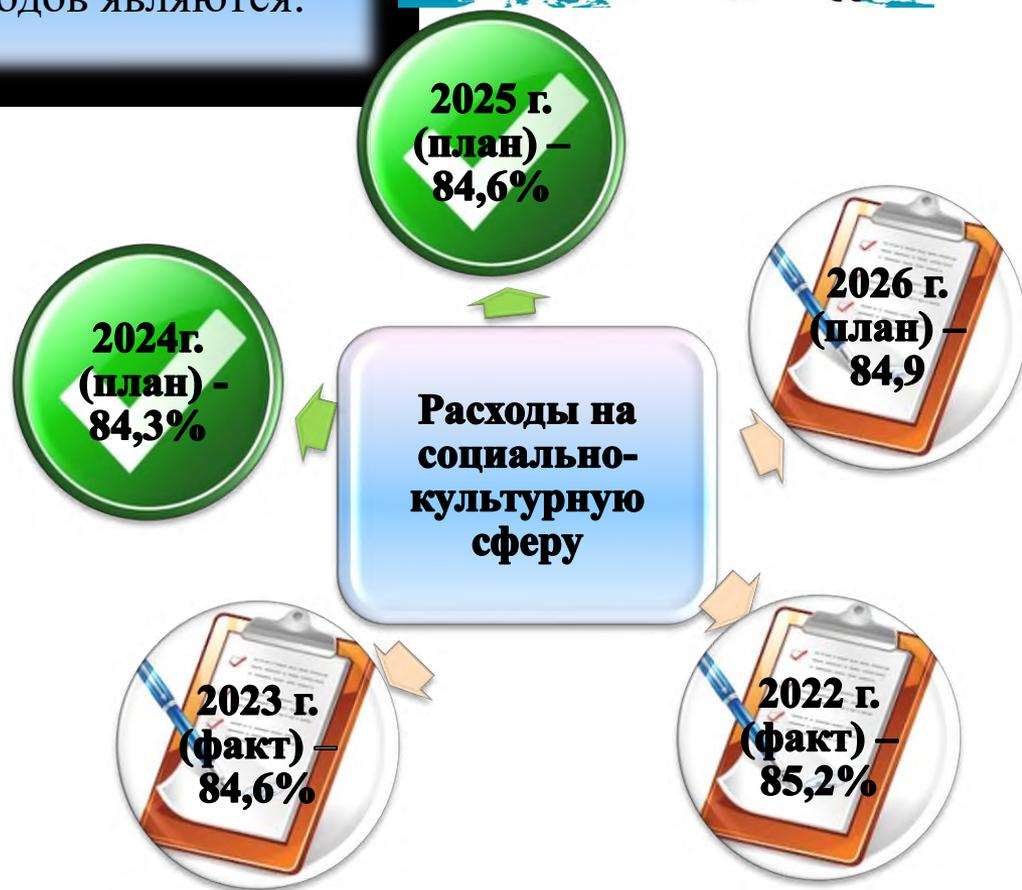 являются:
2025 г.
(план) –
84,6%
2026 г.
(план) –
84,9
2024г.
(план) -
84,3%
Расходы на
социально-
культурную
сферу
2023 г.
(факт) –
84,6%
2022 г.
(факт) –
85,2%